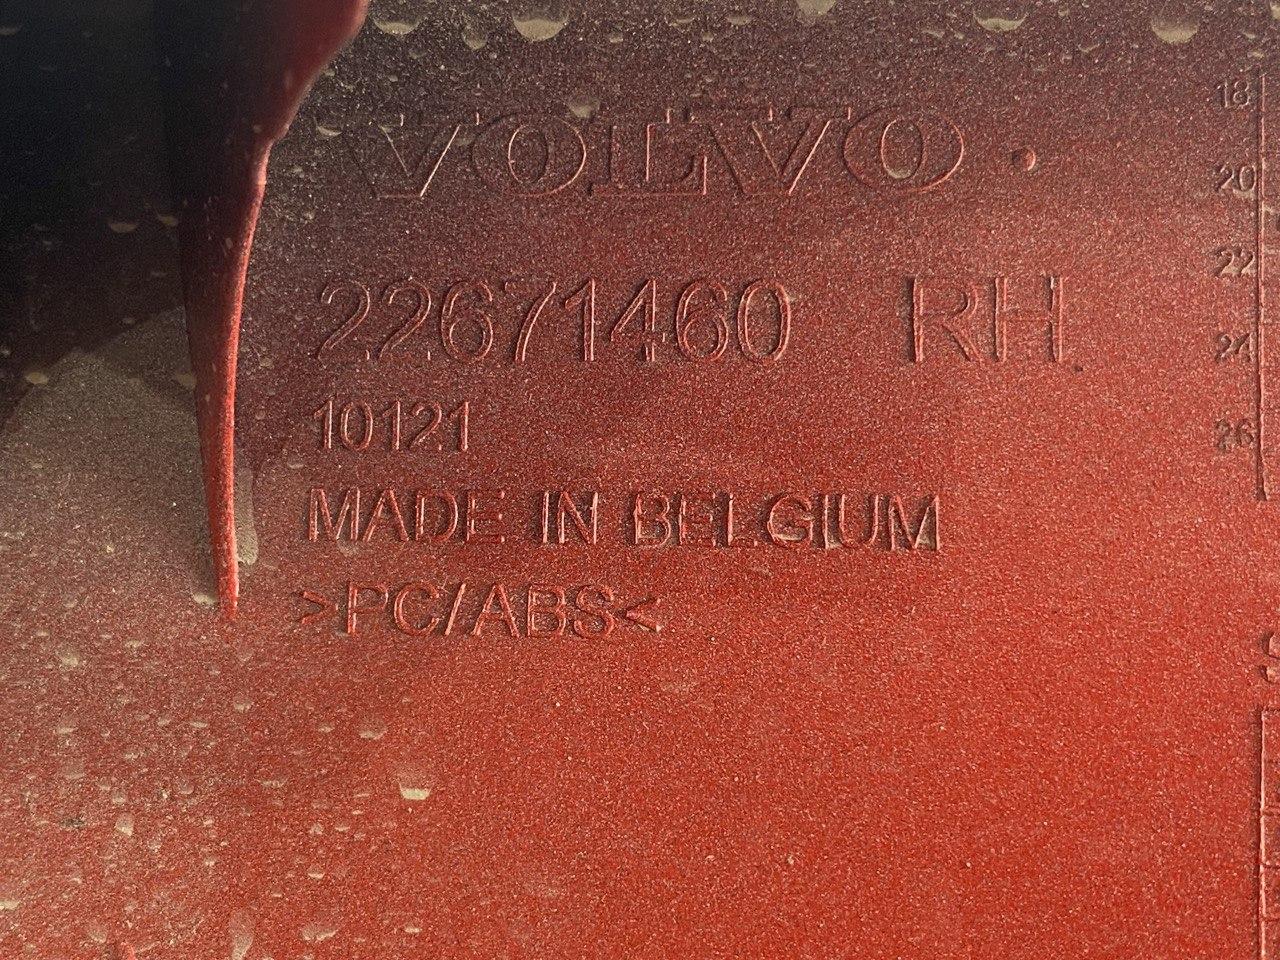 VOLVO
22671460 RH
10121
MADE IN BELGIUM
>PC/ABS<
18
20
22
24
26